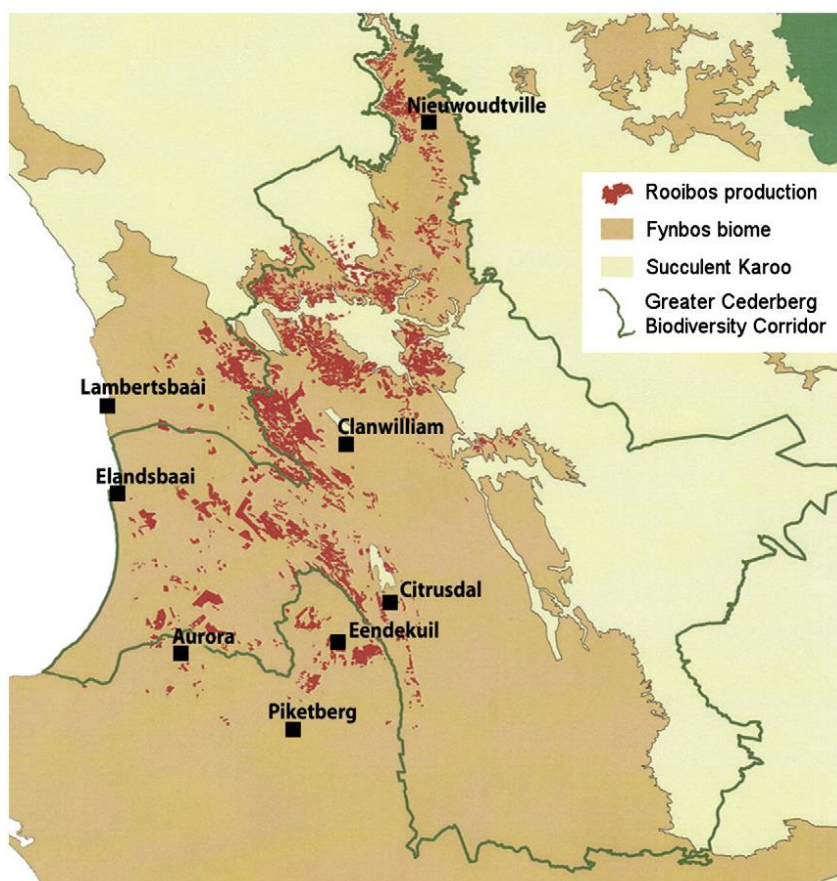 Nieuwoudtville
Rooibos production
Fynbos biome
Succulent Karoo
Greater Cederberg
Biodiversity Corridor
Lambertsbaai
Clanwilliam
Elandsbaai
Citrusdal
Eendekuil
Aurora
Piketberg